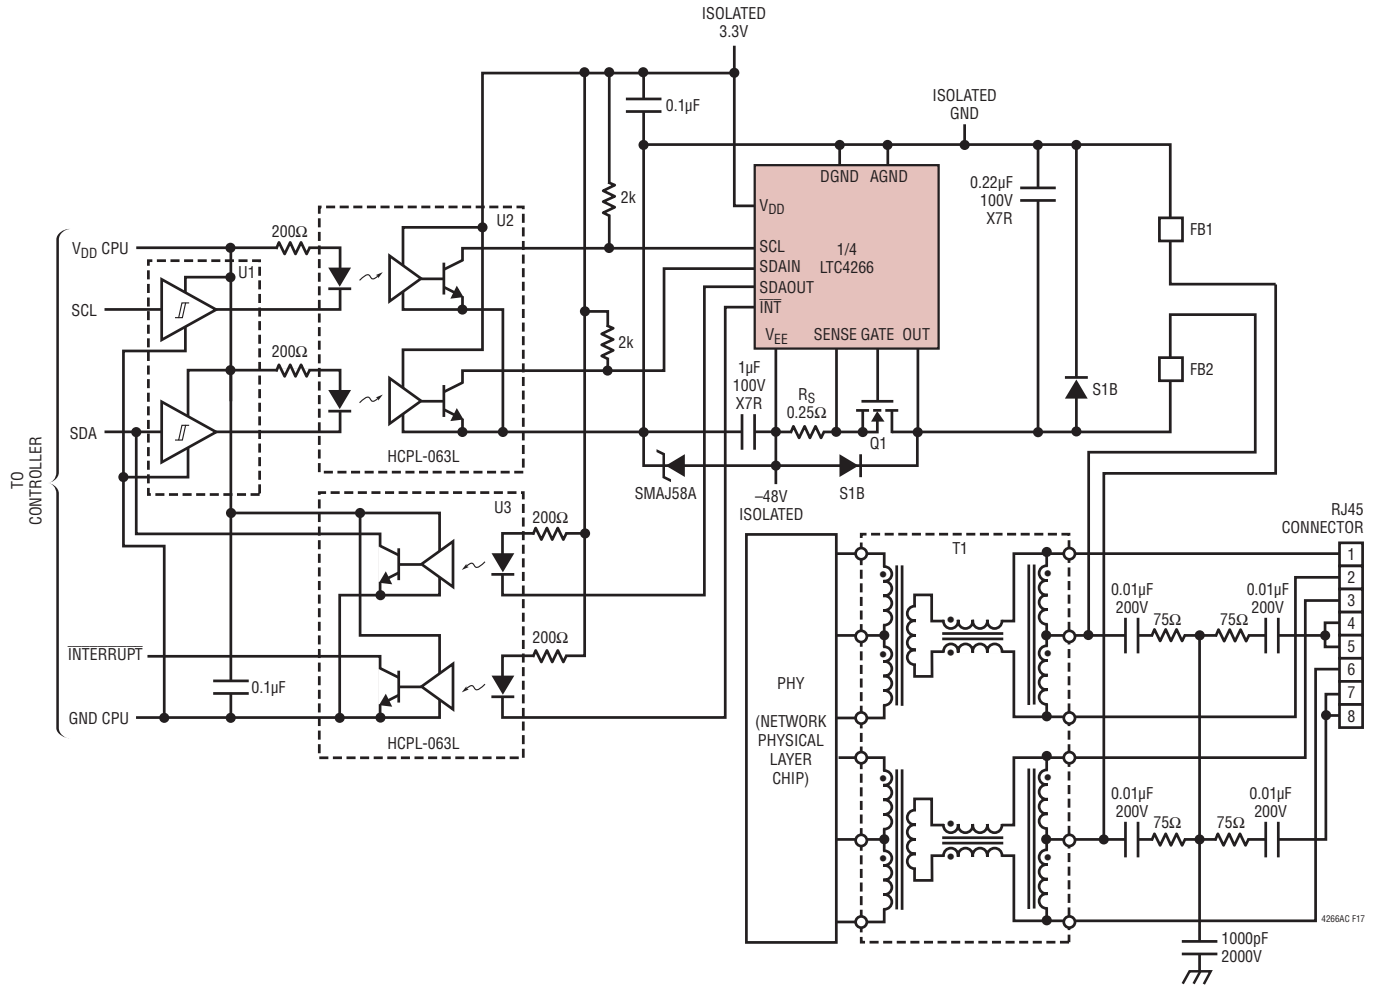 ISOLATED
3.3V
0.1µF
ISOLATED
GND
DGND AGND
0.22µF
100V
X7R
VDD
2k
U2
200Ω
FB1
VDD CPU
SCL
1/4
LTC4266
SDAIN
SDAOUT
INT
U1
SCL
VEE
SENSE GATE OUT
2k
200Ω
1µF
100V
X7R
FB2
RS
0.25Ω
S1B
SDA
Q1
HCPL-063L
TO
CONTROLLER
SMAJ58A
–48V
ISOLATED
S1B
U3
200Ω
RJ45
CONNECTOR
T1
1
2
3
4
5
6
7
8
0.01µF
200V
75Ω
75Ω
0.01µF
200V
200Ω
INTERRUPT
0.1µF
PHY
(NETWORK
PHYSICAL
LAYER
CHIP)
GND CPU
HCPL-063L
0.01µF
200V
75Ω
75Ω
0.01µF
200V
4266AC F17
1000pF
2000V